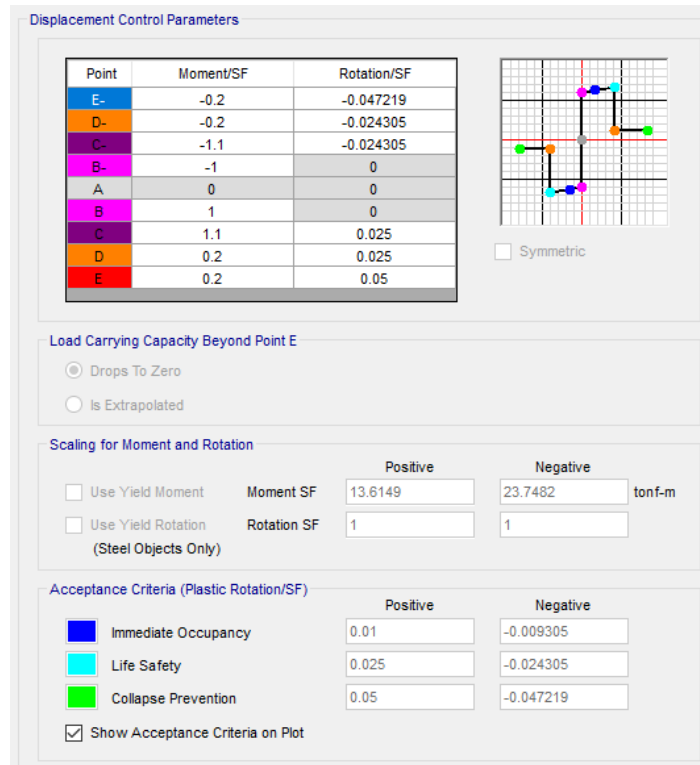 Displacement Control Parameters
Point Moment/SF Rotation/SF
E- -0.2 -0.047219
D- -0.2 -0.024305
C- -1.1 -0.024305
B- -1 0
A 0 0
B 1 0
C 1.1 0.025
D 0.2 0.025
E 0.2 0.05
Symmetric
Load Carrying Capacity Beyond Point E
Drops To Zero
Is Extrapolated
Scaling for Moment and Rotation
Positive Negative
Use Yield Moment Moment SF 13.6149 23.7482 tonf-m
Use Yield Rotation Rotation SF 1 1
(Steel Objects Only)
Acceptance Criteria (Plastic Rotation/SF)
Positive Negative
Immediate Occupancy 0.01 -0.009305
Life Safety 0.025 -0.024305
Collapse Prevention 0.05 -0.047219
Show Acceptance Criteria on Plot